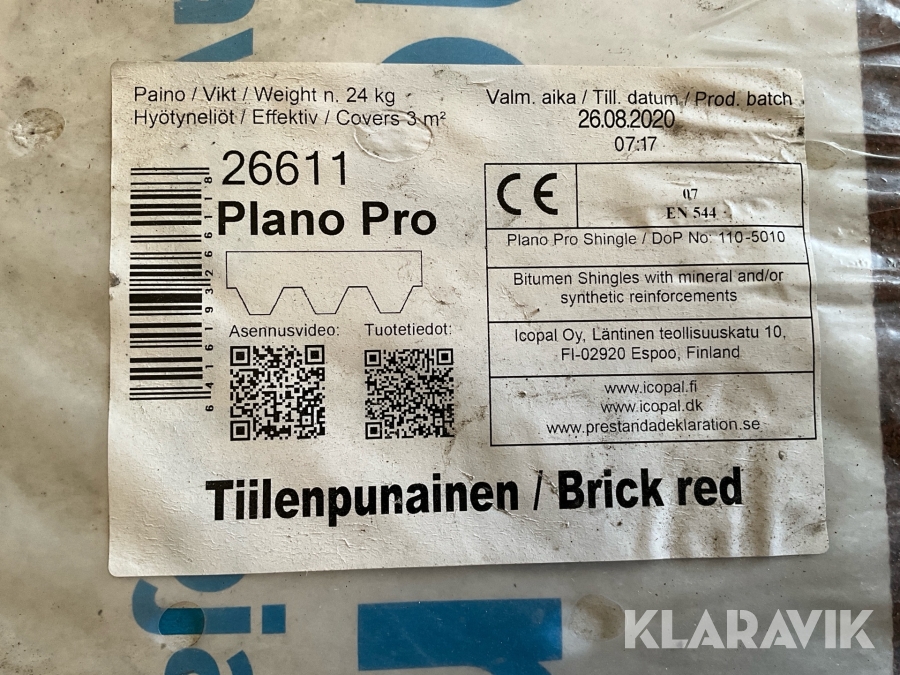 Paino / Vikt / Weight n. 24 kg
Hyötyneliöt / Effektiv / Covers 3 m²
Valm. aika / Till. datum / Prod. batch
26.08.2020
07:17
26611
Plano Pro
Asennusvideo:
Tuotetiedot:
CE
07
EN 544
Plano Pro Shingle / DoP No: 110-5010
Bitumen Shingles with mineral and/or
synthetic reinforcements
Icopal Oy, Läntinen teollisuuskatu 10,
FI-02920 Espoo, Finland
www.icopal.fi
www.icopal.dk
www.prestandadeklaration.se
Tiilenpunainen / Brick red
KLARAVIK